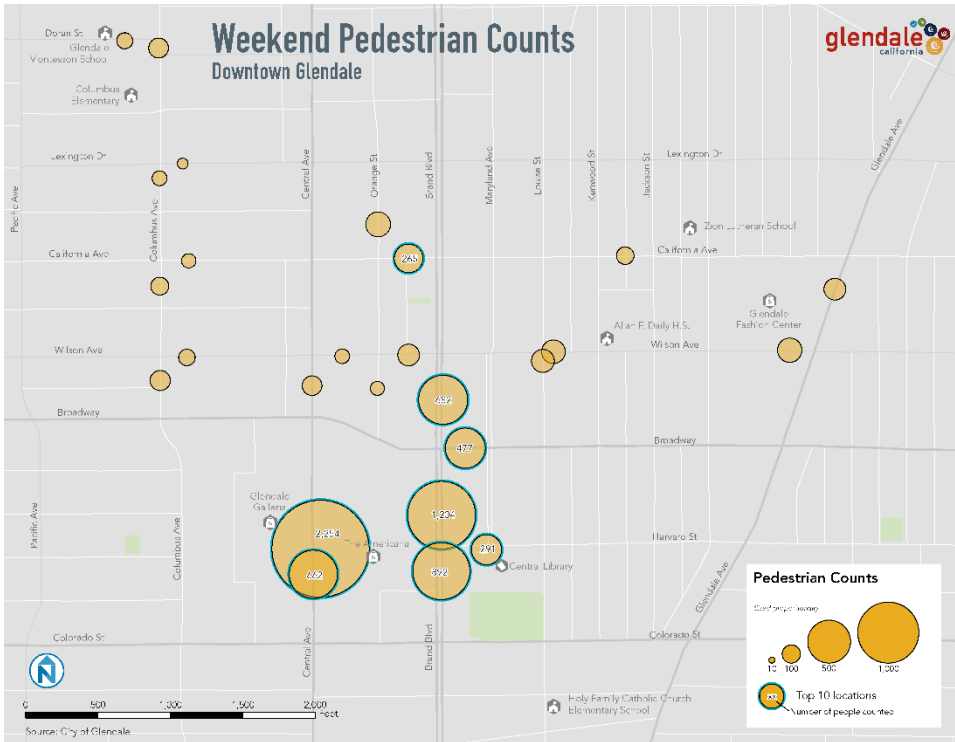 Weekend Pedestrian Counts
Downtown Glendale
glendale
california
Doran St
Glendale
Montessori School
Columbus
Elementary
Lexington Dr
Lexington Dr
Pacific Ave
Columbus Ave
Central Ave
Orange St
Brand Blvd
Maryland Ave
Louise St
Kenwood St
Jackson St
Glendale Ave
Zion Lutheran School
California Ave
California Ave
265
Glendale
Fashion Center
Allan F. Daily H.S.
Wilson Ave
Wilson Ave
Broadway
Broadway
477
Glendale
Galleria
2,254
The Americana
1,234
291
892
Central Library
Harvard St
Pacific Ave
Columbus Ave
Central Ave
Brand Blvd
Glendale Ave
Colorado St
Colorado St
Holy Family Catholic Church
Elementary School
Pedestrian Counts
Sized proportionately
10
100
500
1,000
Top 10 locations
Number of people counted
N
0
500
1,000
2,000
Feet
Source: City of Glendale